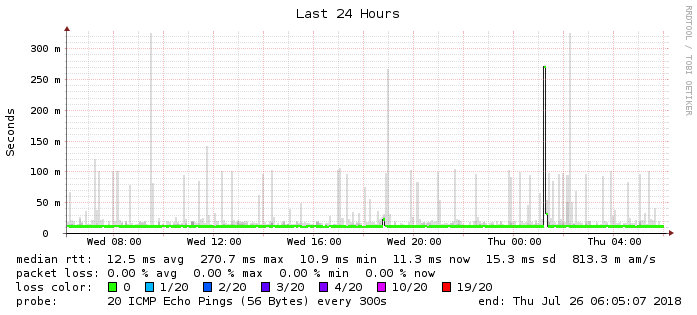 Last 24 Hours
RRDTOOL / TOBI OETIKER
Seconds
300 m
250 m
200 m
150 m
100 m
50 m
0
Wed 08:00 Wed 12:00 Wed 16:00 Wed 20:00 Thu 00:00 Thu 04:00
median rtt: 12.5 ms avg 270.7 ms max 10.9 ms min 11.3 ms now 15.3 ms sd 813.3 m am/s
packet loss: 0.00 % avg 0.00 % max 0.00 % min 0.00 % now
loss color: 0 1/20 2/20 3/20 4/20 10/20 19/20
probe: 20 ICMP Echo Pings (56 Bytes) every 300s end: Thu Jul 26 06:05:07 2018